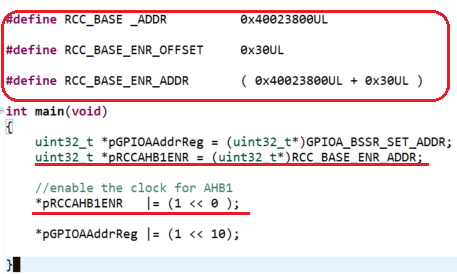 #define RCC_BASE _ADDR 0x40023800UL
#define RCC_BASE_ENR_OFFSET 0x30UL
#define RCC_BASE_ENR_ADDR ( 0x40023800UL + 0x30UL )
int main(void)
{
uint32_t *pGPIOAAddrReg = (uint32_t*)GPIOA_BSSR_SET_ADDR;
uint32_t *pRCCAHB1ENR = (uint32_t*)RCC_BASE_ENR_ADDR;
//enable the clock for AHB1
*pRCCAHB1ENR |= (1 << 0 );
*pGPIOAAddrReg |= (1 << 10);
}